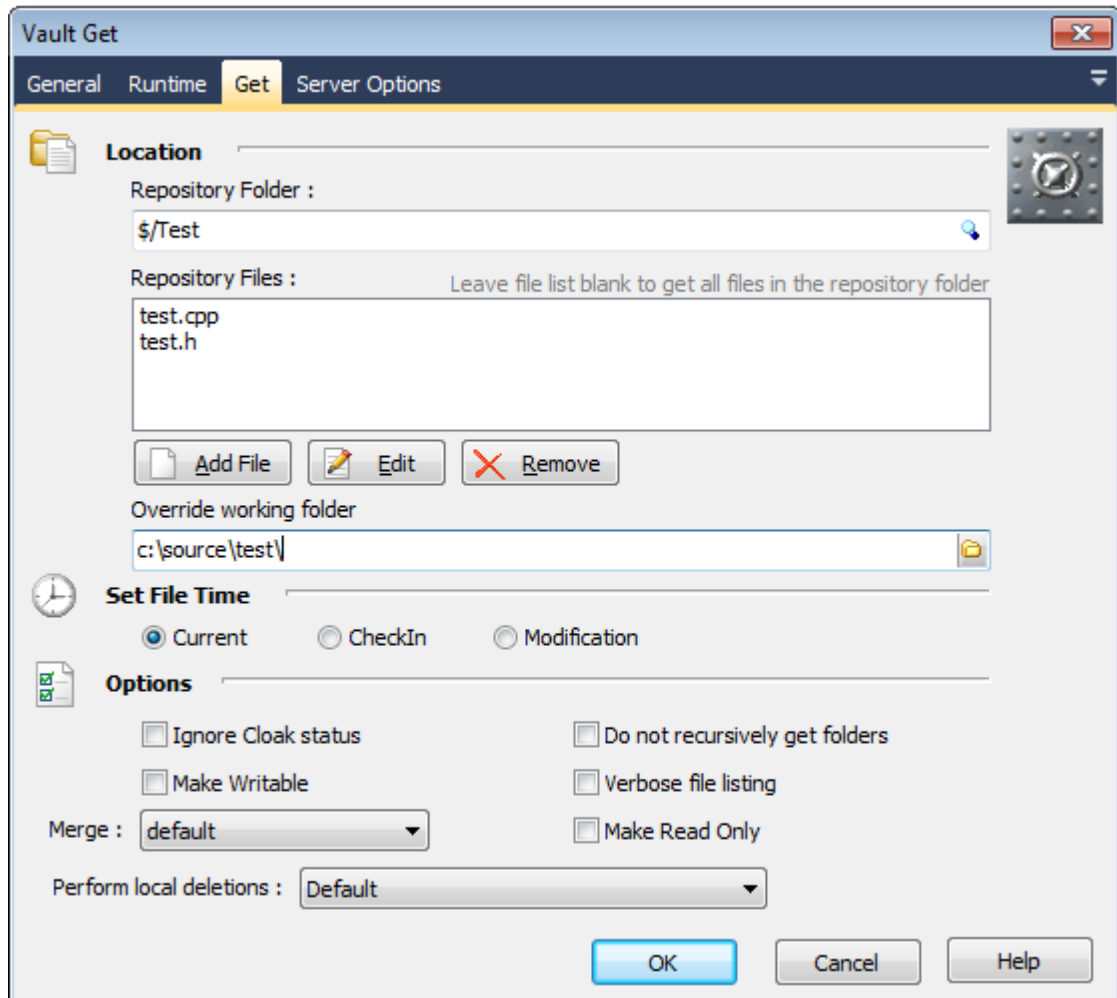 Vault Get
General Runtime Get Server Options
Location
Repository Folder :
$/Test
Repository Files : Leave file list blank to get all files in the repository folder
test.cpp
test.h
Add File Edit Remove
Override working folder
c:\source\test\
Set File Time
Current CheckIn Modification
Options
Ignore Cloak status Do not recursively get folders
Make Writable Verbose file listing
Merge : default Make Read Only
Perform local deletions : Default
OK Cancel Help